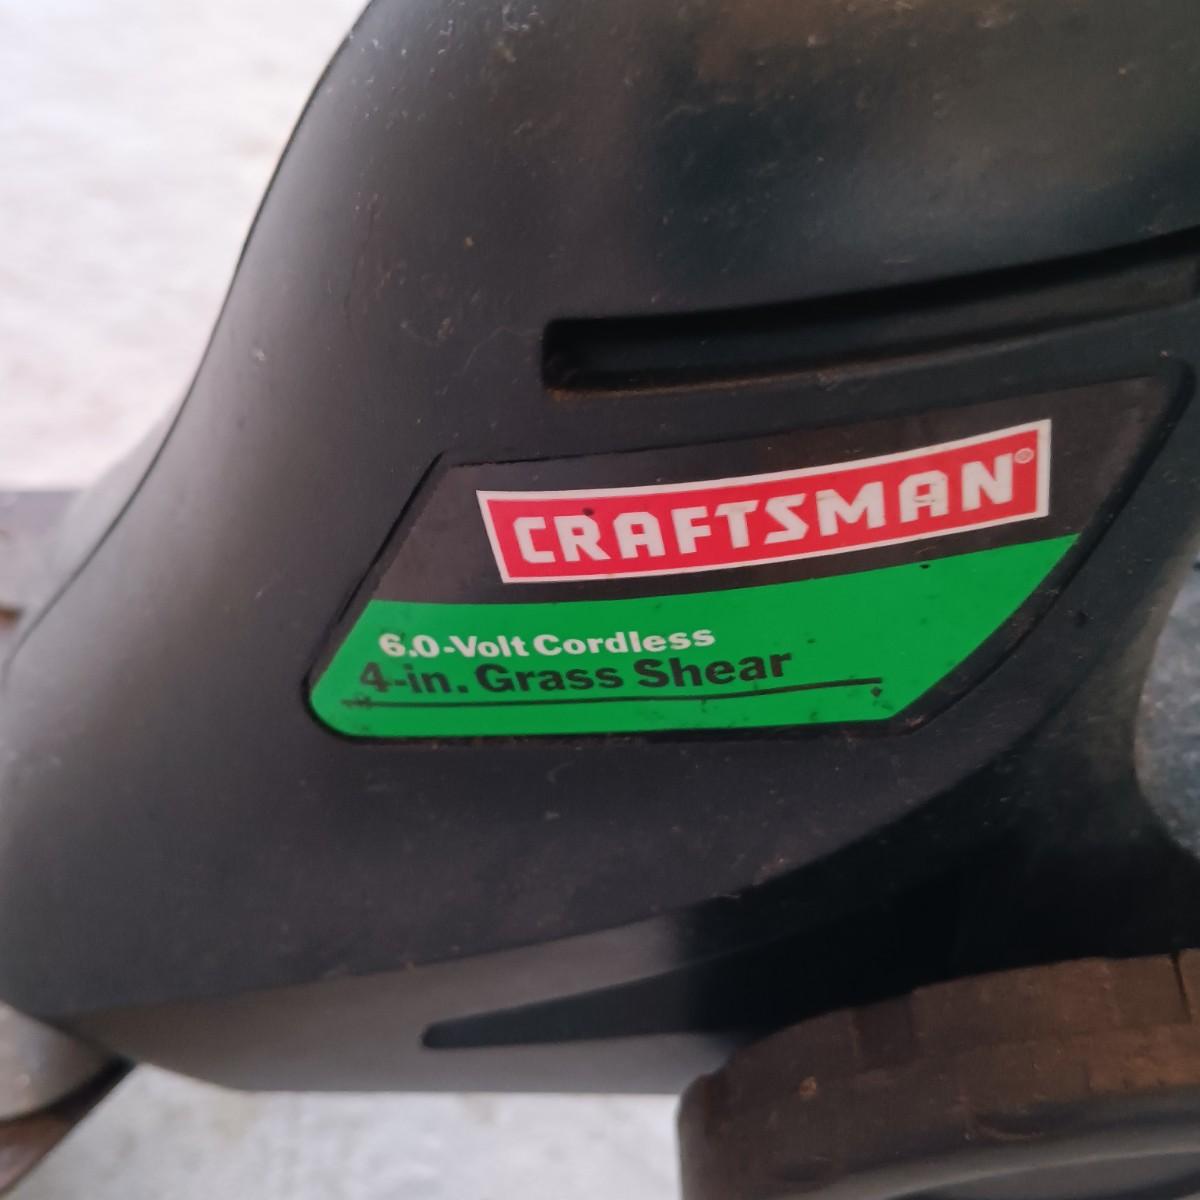 CRAFTSMAN®
6.0-Volt Cordless
4-in. Grass Shear